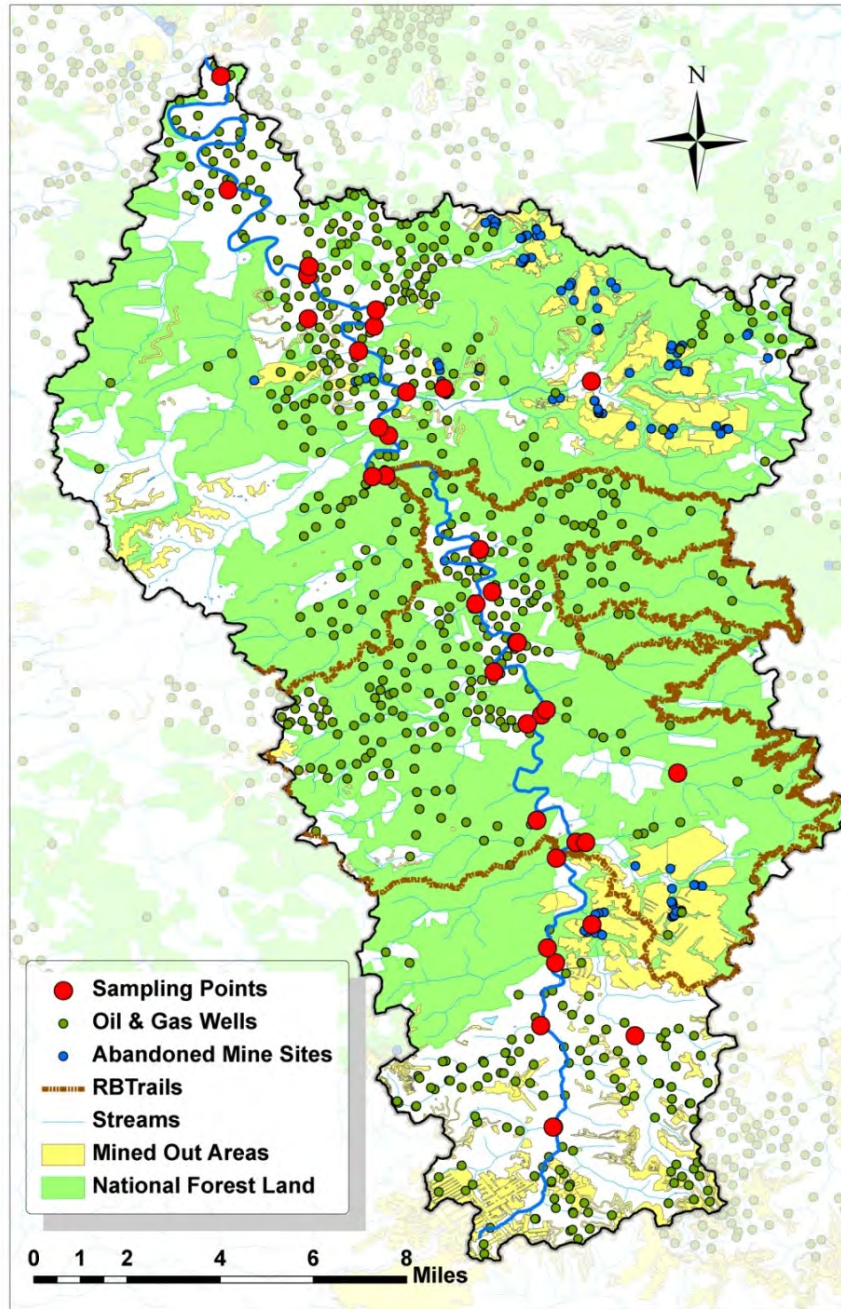 N
Sampling Points
Oil & Gas Wells
Abandoned Mine Sites
RBTrails
Streams
Mined Out Areas
National Forest Land
0 2 4 6 8
Miles